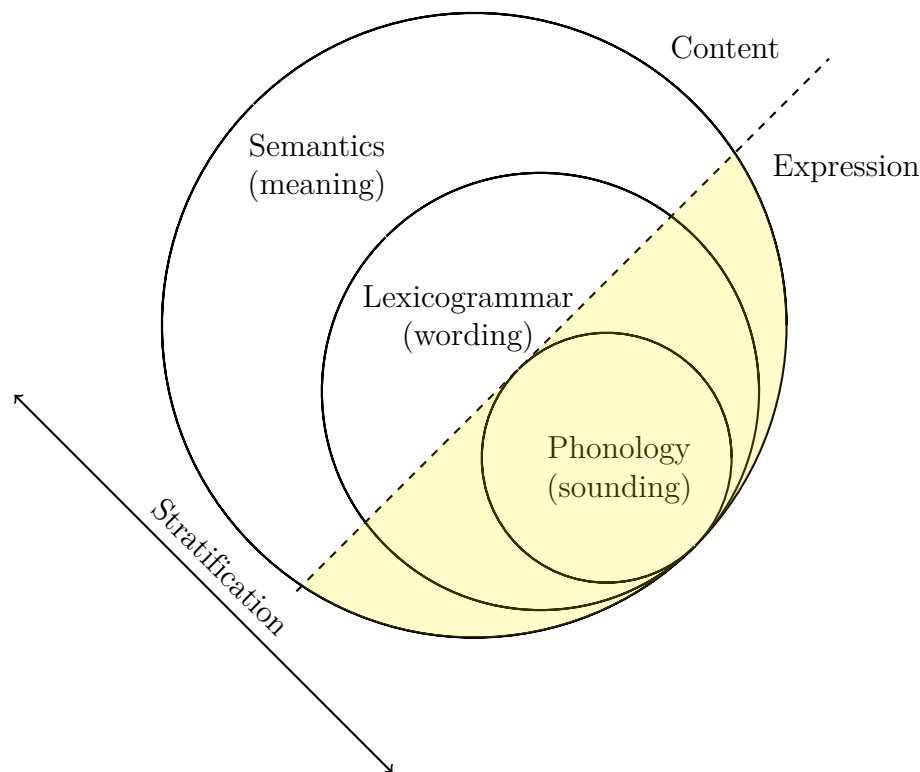 Content
Semantics
(meaning)
Expression
Lexicogrammar
(wording)
Phonology
(sounding)
Stratification